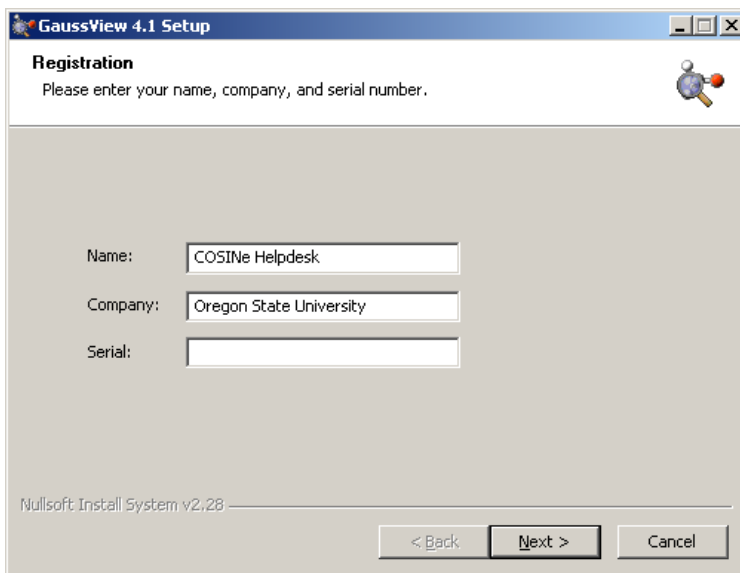 GaussView 4.1 Setup
Registration
Please enter your name, company, and serial number.
Name: COSINe Helpdesk
Company: Oregon State University
Serial:
Nullsoft Install System v2.28
< Back Next > Cancel